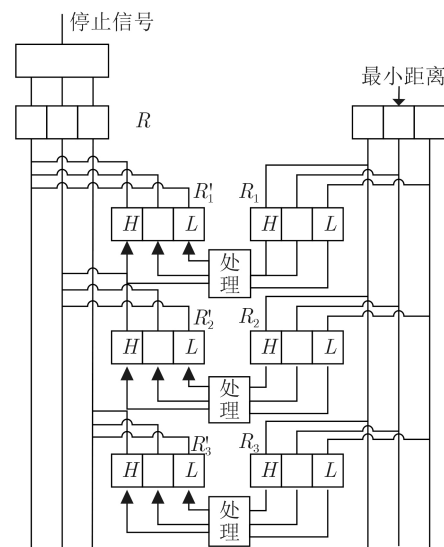 停止信号
最小距离
R
R′₁ R₁
H L H L
处
理
R′₂ R₂
H L H L
处
理
R′₃ R₃
H L H L
处
理